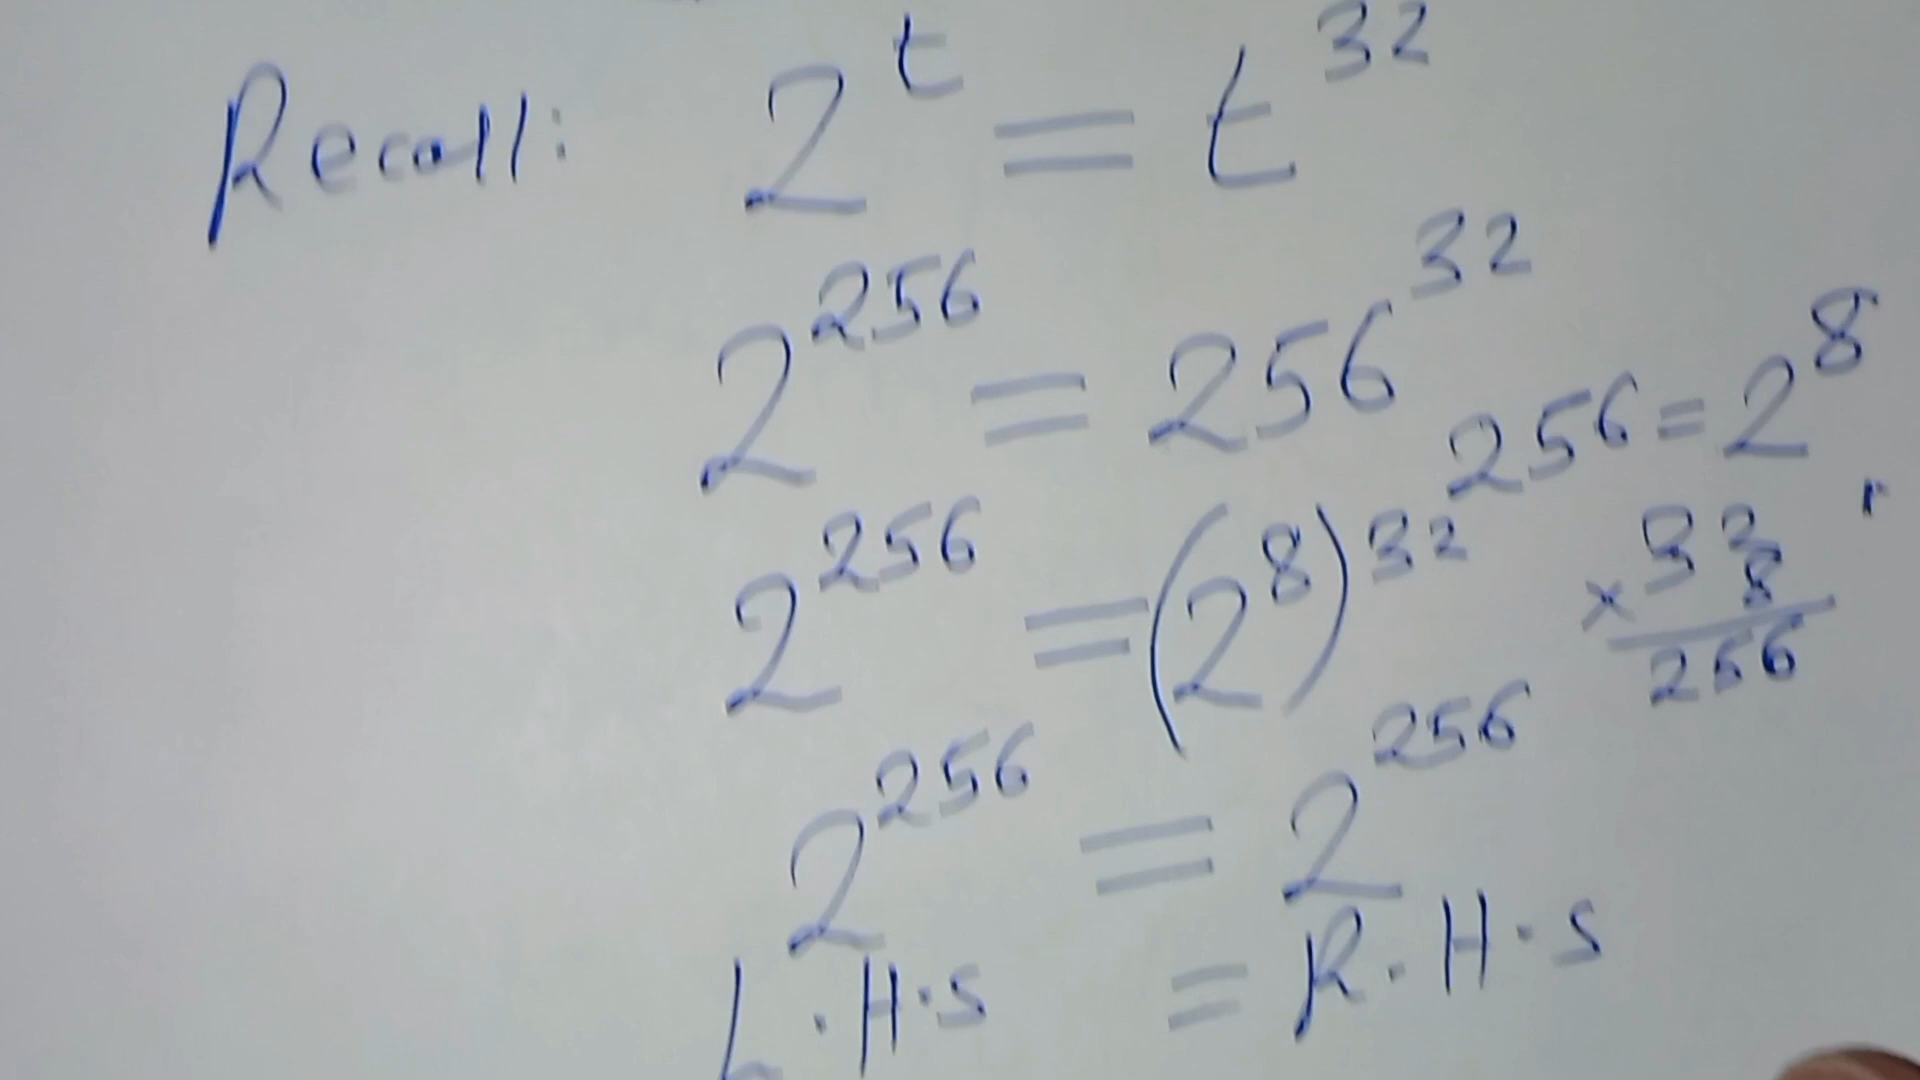 Recall: 2^t = t^32
2^256 = 256^32
256 = 2^8
2^256 = (2^8)^32
32
× 8
256
2^256 = 2^256
L.H.S = R.H.S